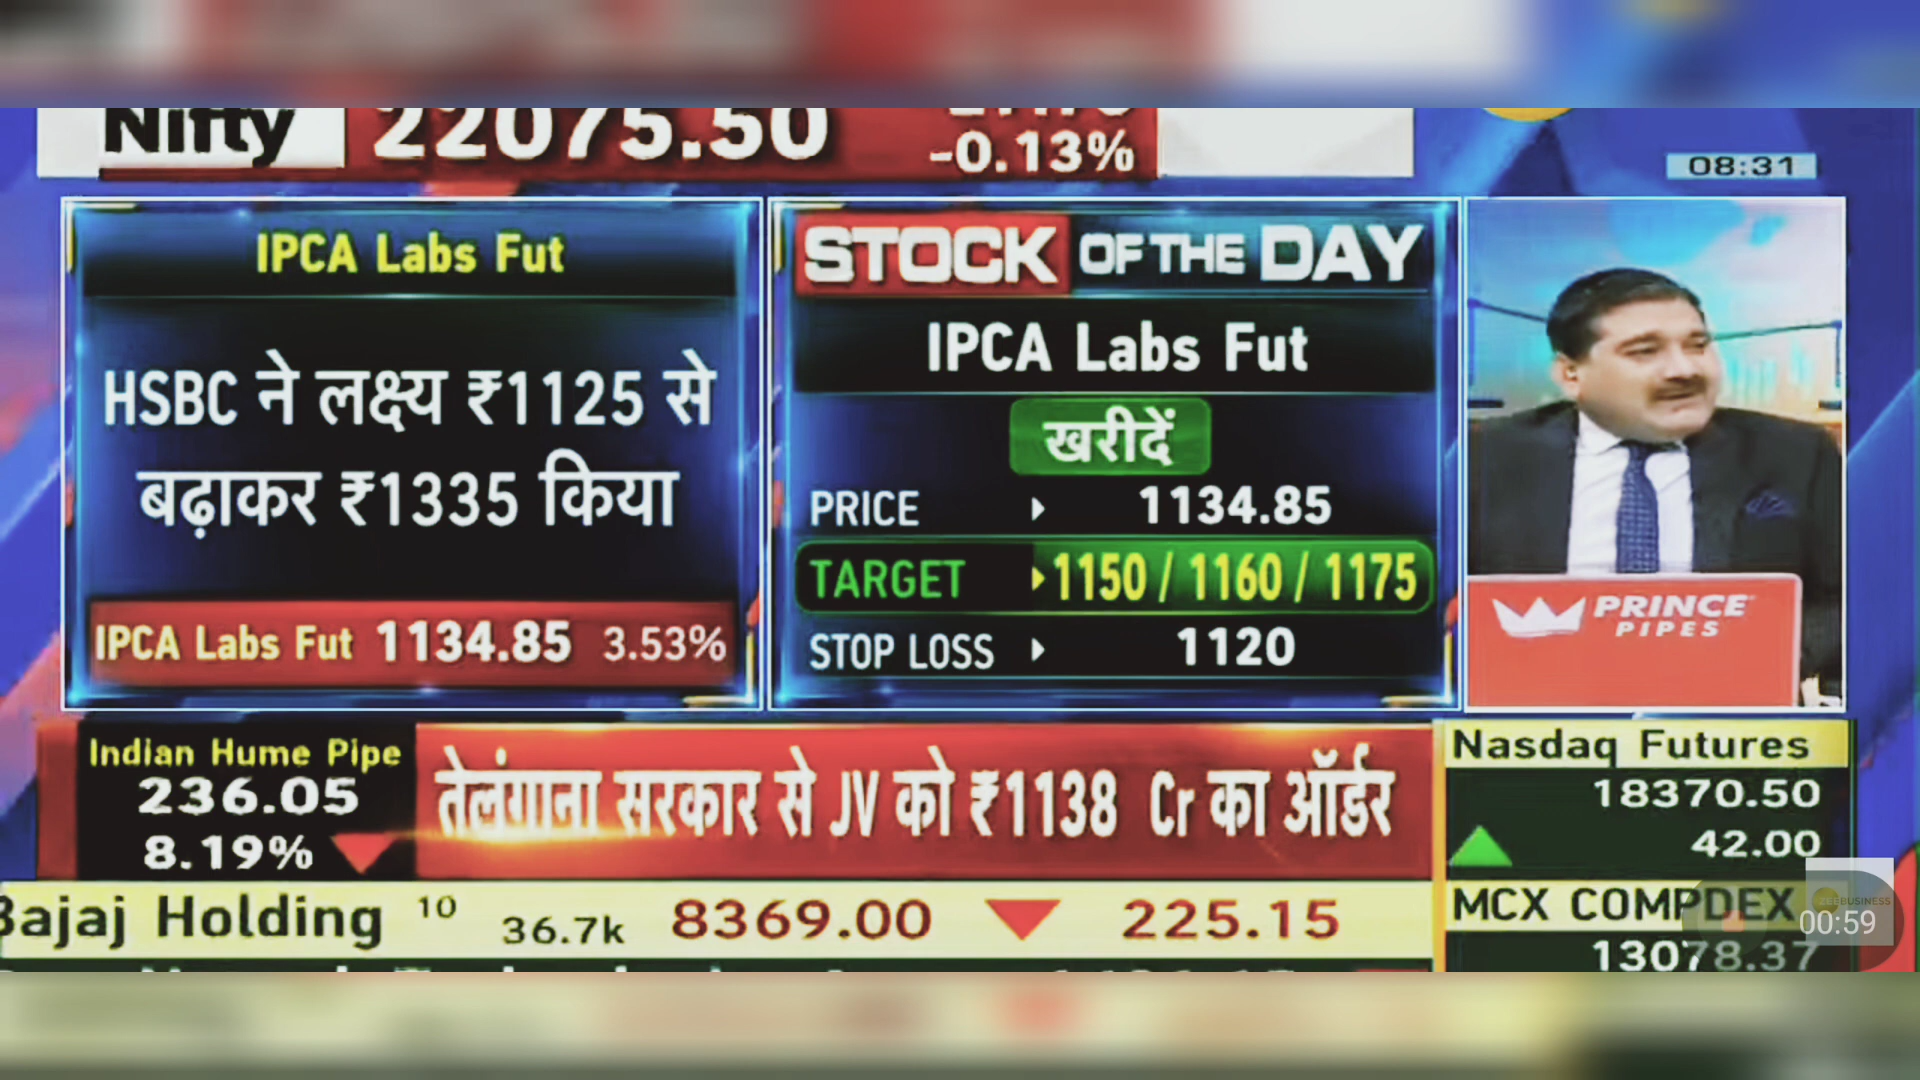 Nifty
22075.50
-0.13%
08:31
IPCA Labs Fut
HSBC ने लक्ष्य ₹1125 से
बढ़ाकर ₹1335 किया
IPCA Labs Fut 1134.85 3.53%
STOCK OF THE DAY
IPCA Labs Fut
खरीदें
PRICE 1134.85
TARGET 1150 / 1160 / 1175
STOP LOSS 1120
PRINCE
PIPES
Indian Hume Pipe
236.05
8.19%
तेलंगाना सरकार से JV को ₹1138 Cr का ऑर्डर
Nasdaq Futures
18370.50
42.00
Bajaj Holding 10 36.7k 8369.00 225.15
MCX COMPDEX
ZEEBUSINESS
00:59
13078.37